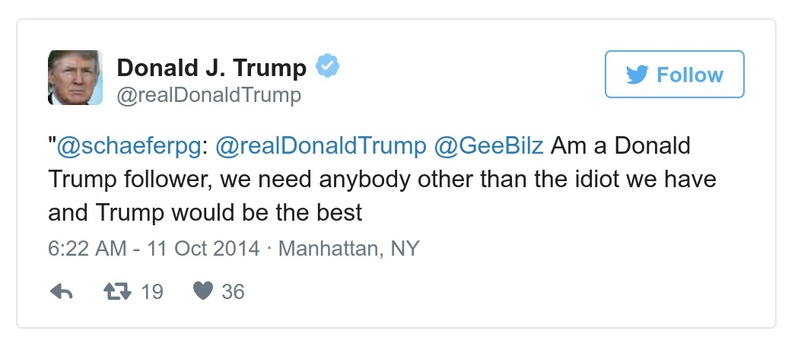 Donald J. Trump
@realDonaldTrump
Follow
"@schaeferpg: @realDonaldTrump @GeeBilz Am a Donald
Trump follower, we need anybody other than the idiot we have
and Trump would be the best
6:22 AM - 11 Oct 2014 · Manhattan, NY
19 36